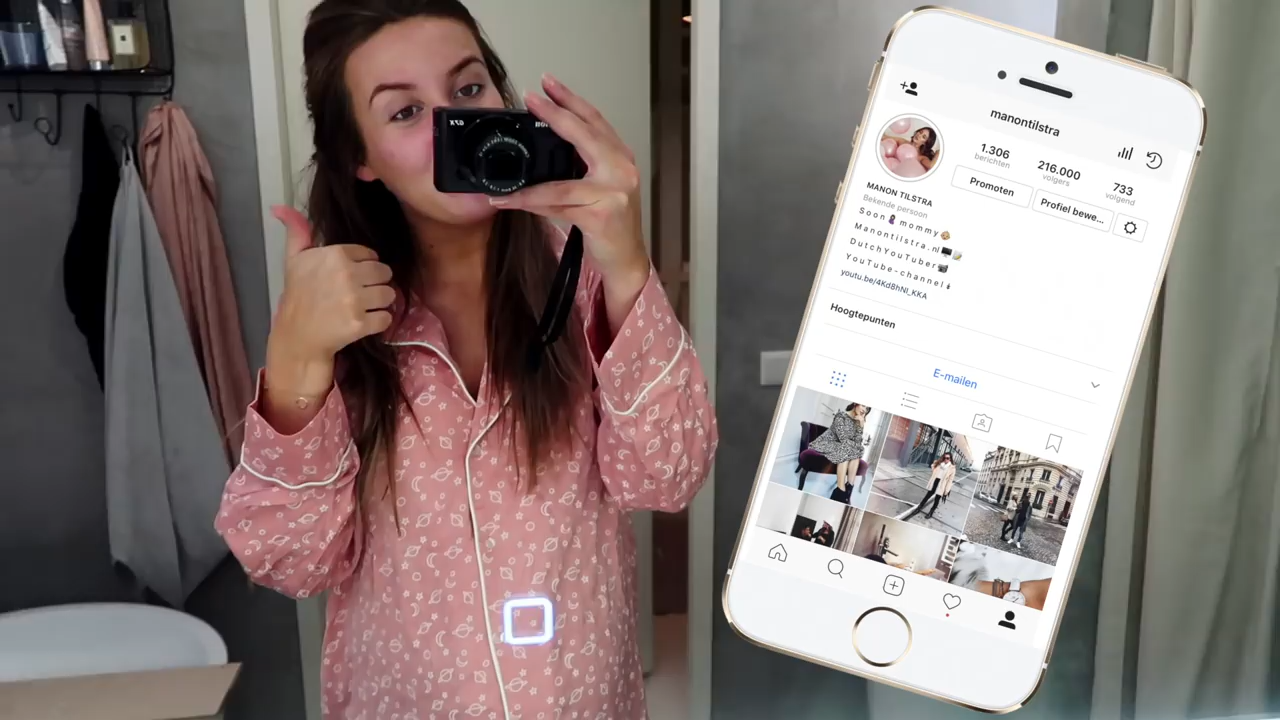 G7X
manontilstra
1.306
berichten
216.000
volgers
733
volgend
Promoten
Profiel bewe...
MANON TILSTRA
Bekende persoon
Soon🤰🏾mommy👶🏼
Manontilstra.nl
DutchYouTuber
YouTube-channel⬇
youtu.be/4Kd8hNl_KKA
Hoogtepunten
E-mailen